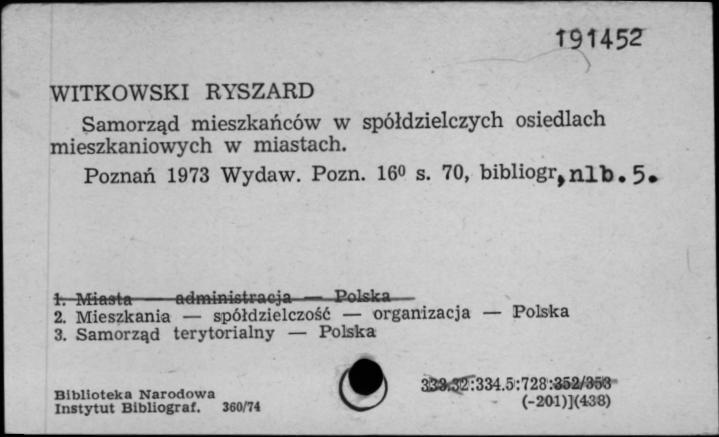 191452
WITKOWSKI RYSZARD
Samorząd mieszkańców w spółdzielczych osiedlach
mieszkaniowych w miastach.
Poznań 1973 Wydaw. Pozn. 16⁰ s. 70, bibliogr, nlb. 5.
1. Miasta — administracja — Polska
2. Mieszkania — spółdzielczość — organizacja — Polska
3. Samorząd terytorialny — Polska
333.32:334.5:728:352/353
(-201)](438)
Biblioteka Narodowa
Instytut Bibliograf. 360/74